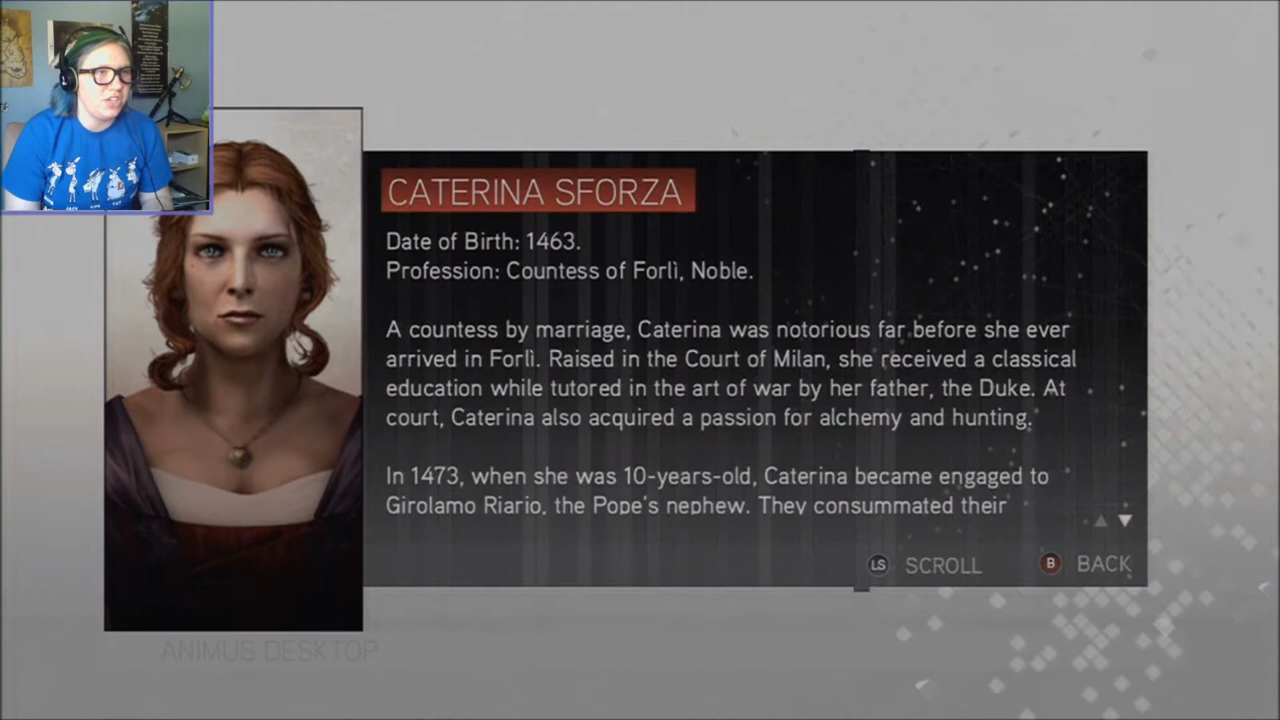 CATERINA SFORZA
Date of Birth: 1463.
Profession: Countess of Forlì, Noble.
A countess by marriage, Caterina was notorious far before she ever
arrived in Forlì. Raised in the Court of Milan, she received a classical
education while tutored in the art of war by her father, the Duke. At
court, Caterina also acquired a passion for alchemy and hunting.
In 1473, when she was 10-years-old, Caterina became engaged to
Girolamo Riario, the Pope's nephew. They consummated their
LS SCROLL B BACK
ANIMUS DESKTOP